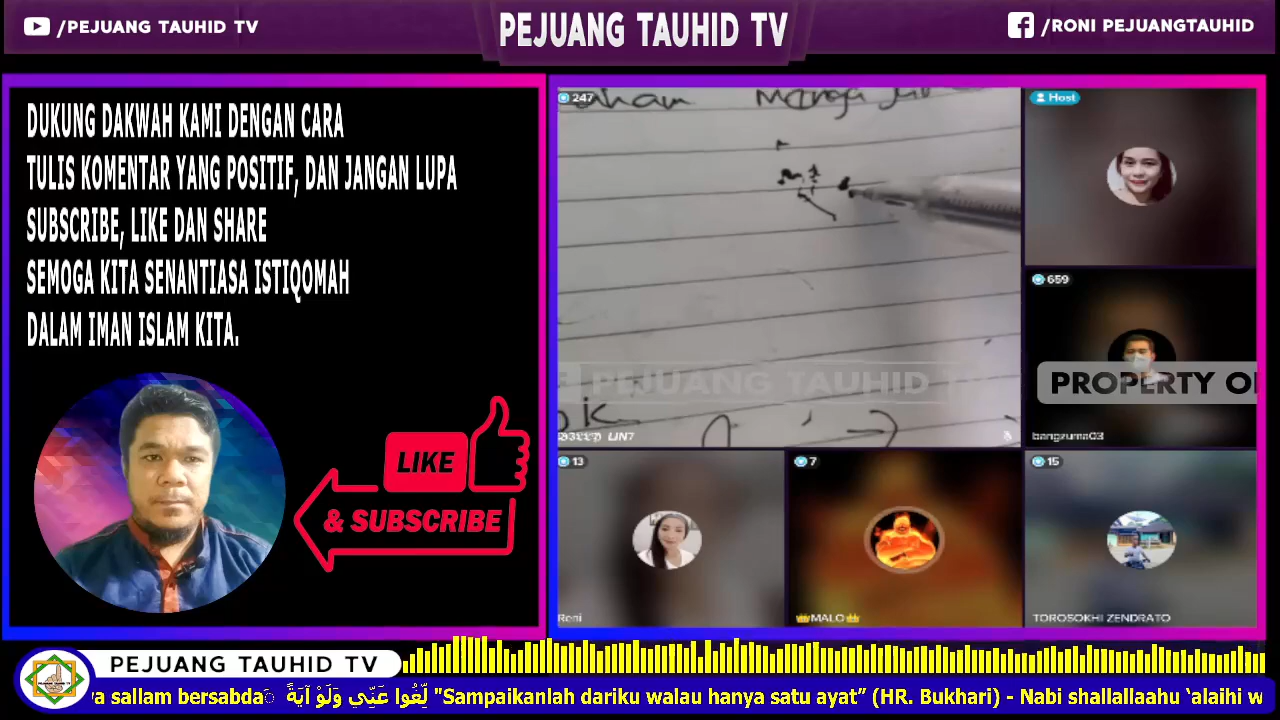 /PEJUANG TAUHID TV
PEJUANG TAUHID TV
/RONI PEJUANGTAUHID
DUKUNG DAKWAH KAMI DENGAN CARA
TULIS KOMENTAR YANG POSITIF, DAN JANGAN LUPA
SUBSCRIBE, LIKE DAN SHARE
SEMOGA KITA SENANTIASA ISTIQOMAH
DALAM IMAN ISLAM KITA.
LIKE
& SUBSCRIBE
247
Host
659
PEJUANG TAUHID TV
PROPERTY O
LIN7
bangzuma03
13
7
15
Reni
MALO
TOROSOKHI ZENDRATO
PEJUANG TAUHID TV
a sallam bersabda لِّغُوا عَنِّي وَلَوْ آيَةً "Sampaikanlah dariku walau hanya satu ayat" (HR. Bukhari) - Nabi shallallaahu ‘alaihi w